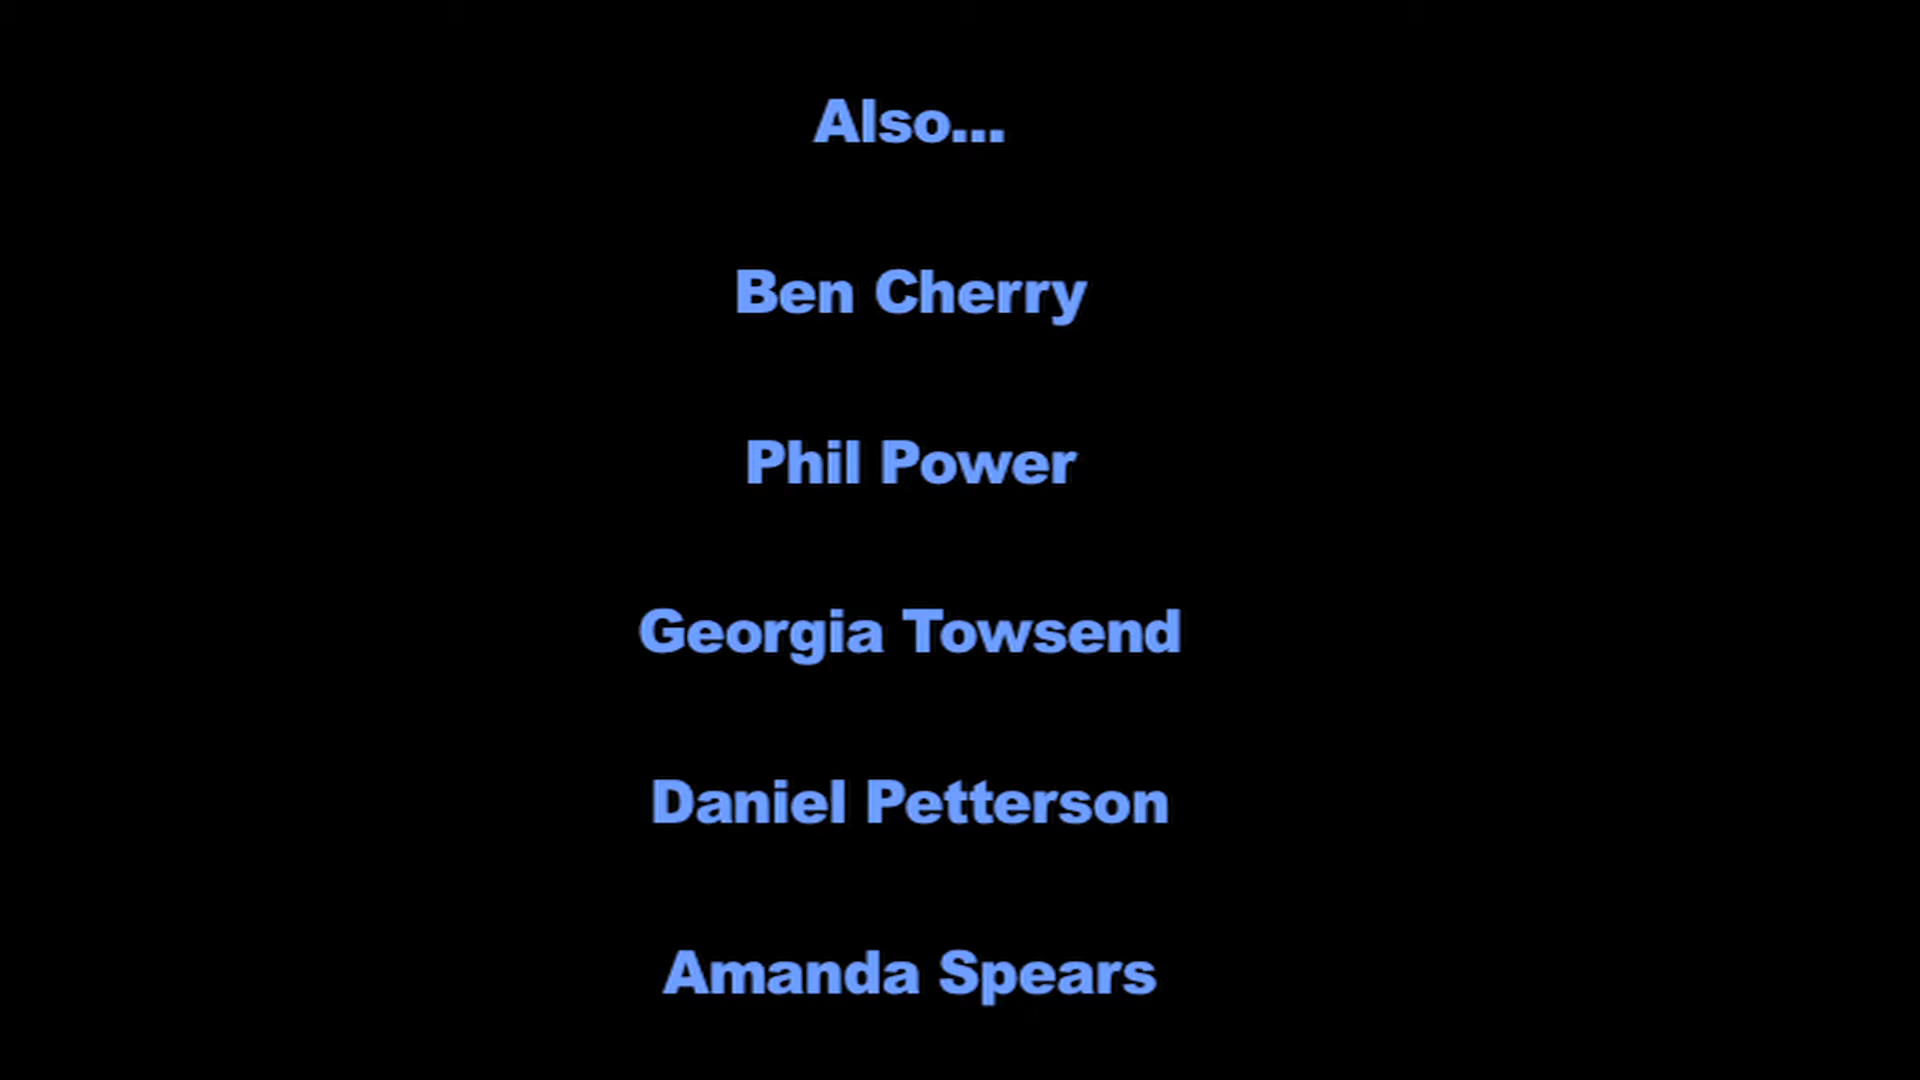 Also...
Ben Cherry
Phil Power
Georgia Towsend
Daniel Petterson
Amanda Spears